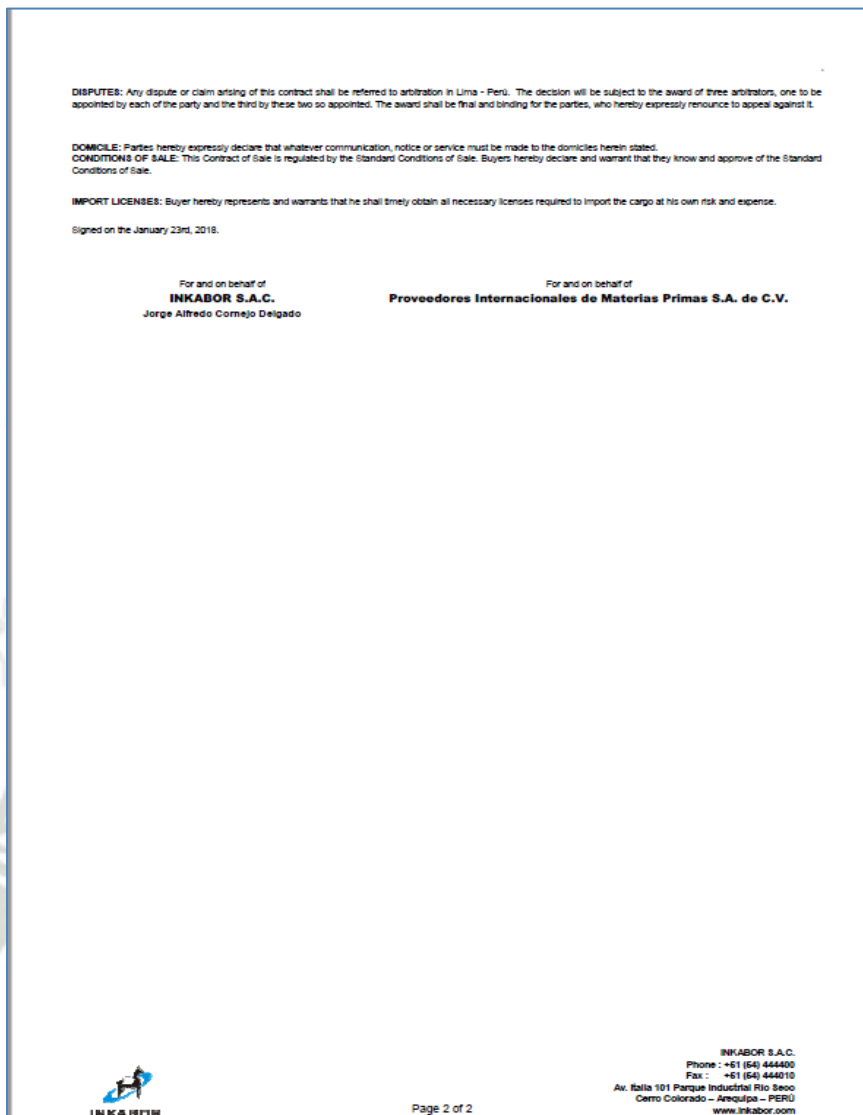 DISPUTES: Any dispute or claim arising of this contract shall be referred to arbitration in Lima - Perú. The decision will be subject to the award of three arbitrators, one to be
appointed by each of the party and the third by these two so appointed. The award shall be final and binding for the parties, who hereby expressly renounce to appeal against it.
DOMICILE: Parties hereby expressly declare that whatever communication, notice or service must be made to the domiciles herein stated.
CONDITIONS OF SALE: This Contract of Sale is regulated by the Standard Conditions of Sale. Buyers hereby declare and warrant that they know and approve of the Standard
Conditions of Sale.
IMPORT LICENSES: Buyer hereby represents and warrants that he shall timely obtain all necessary licenses required to import the cargo at his own risk and expense.
Signed on the January 23rd, 2018.
For and on behalf of
INKABOR S.A.C.
Jorge Alfredo Cornejo Delgado
For and on behalf of
Proveedores Internacionales de Materias Primas S.A. de C.V.
INKABOR
Page 2 of 2
INKABOR S.A.C.
Phone : +51 (54) 444400
Fax : +51 (54) 444010
Av. Italia 101 Parque Industrial Rio Seco
Cerro Colorado – Arequipa – PERÚ
www.inkabor.com